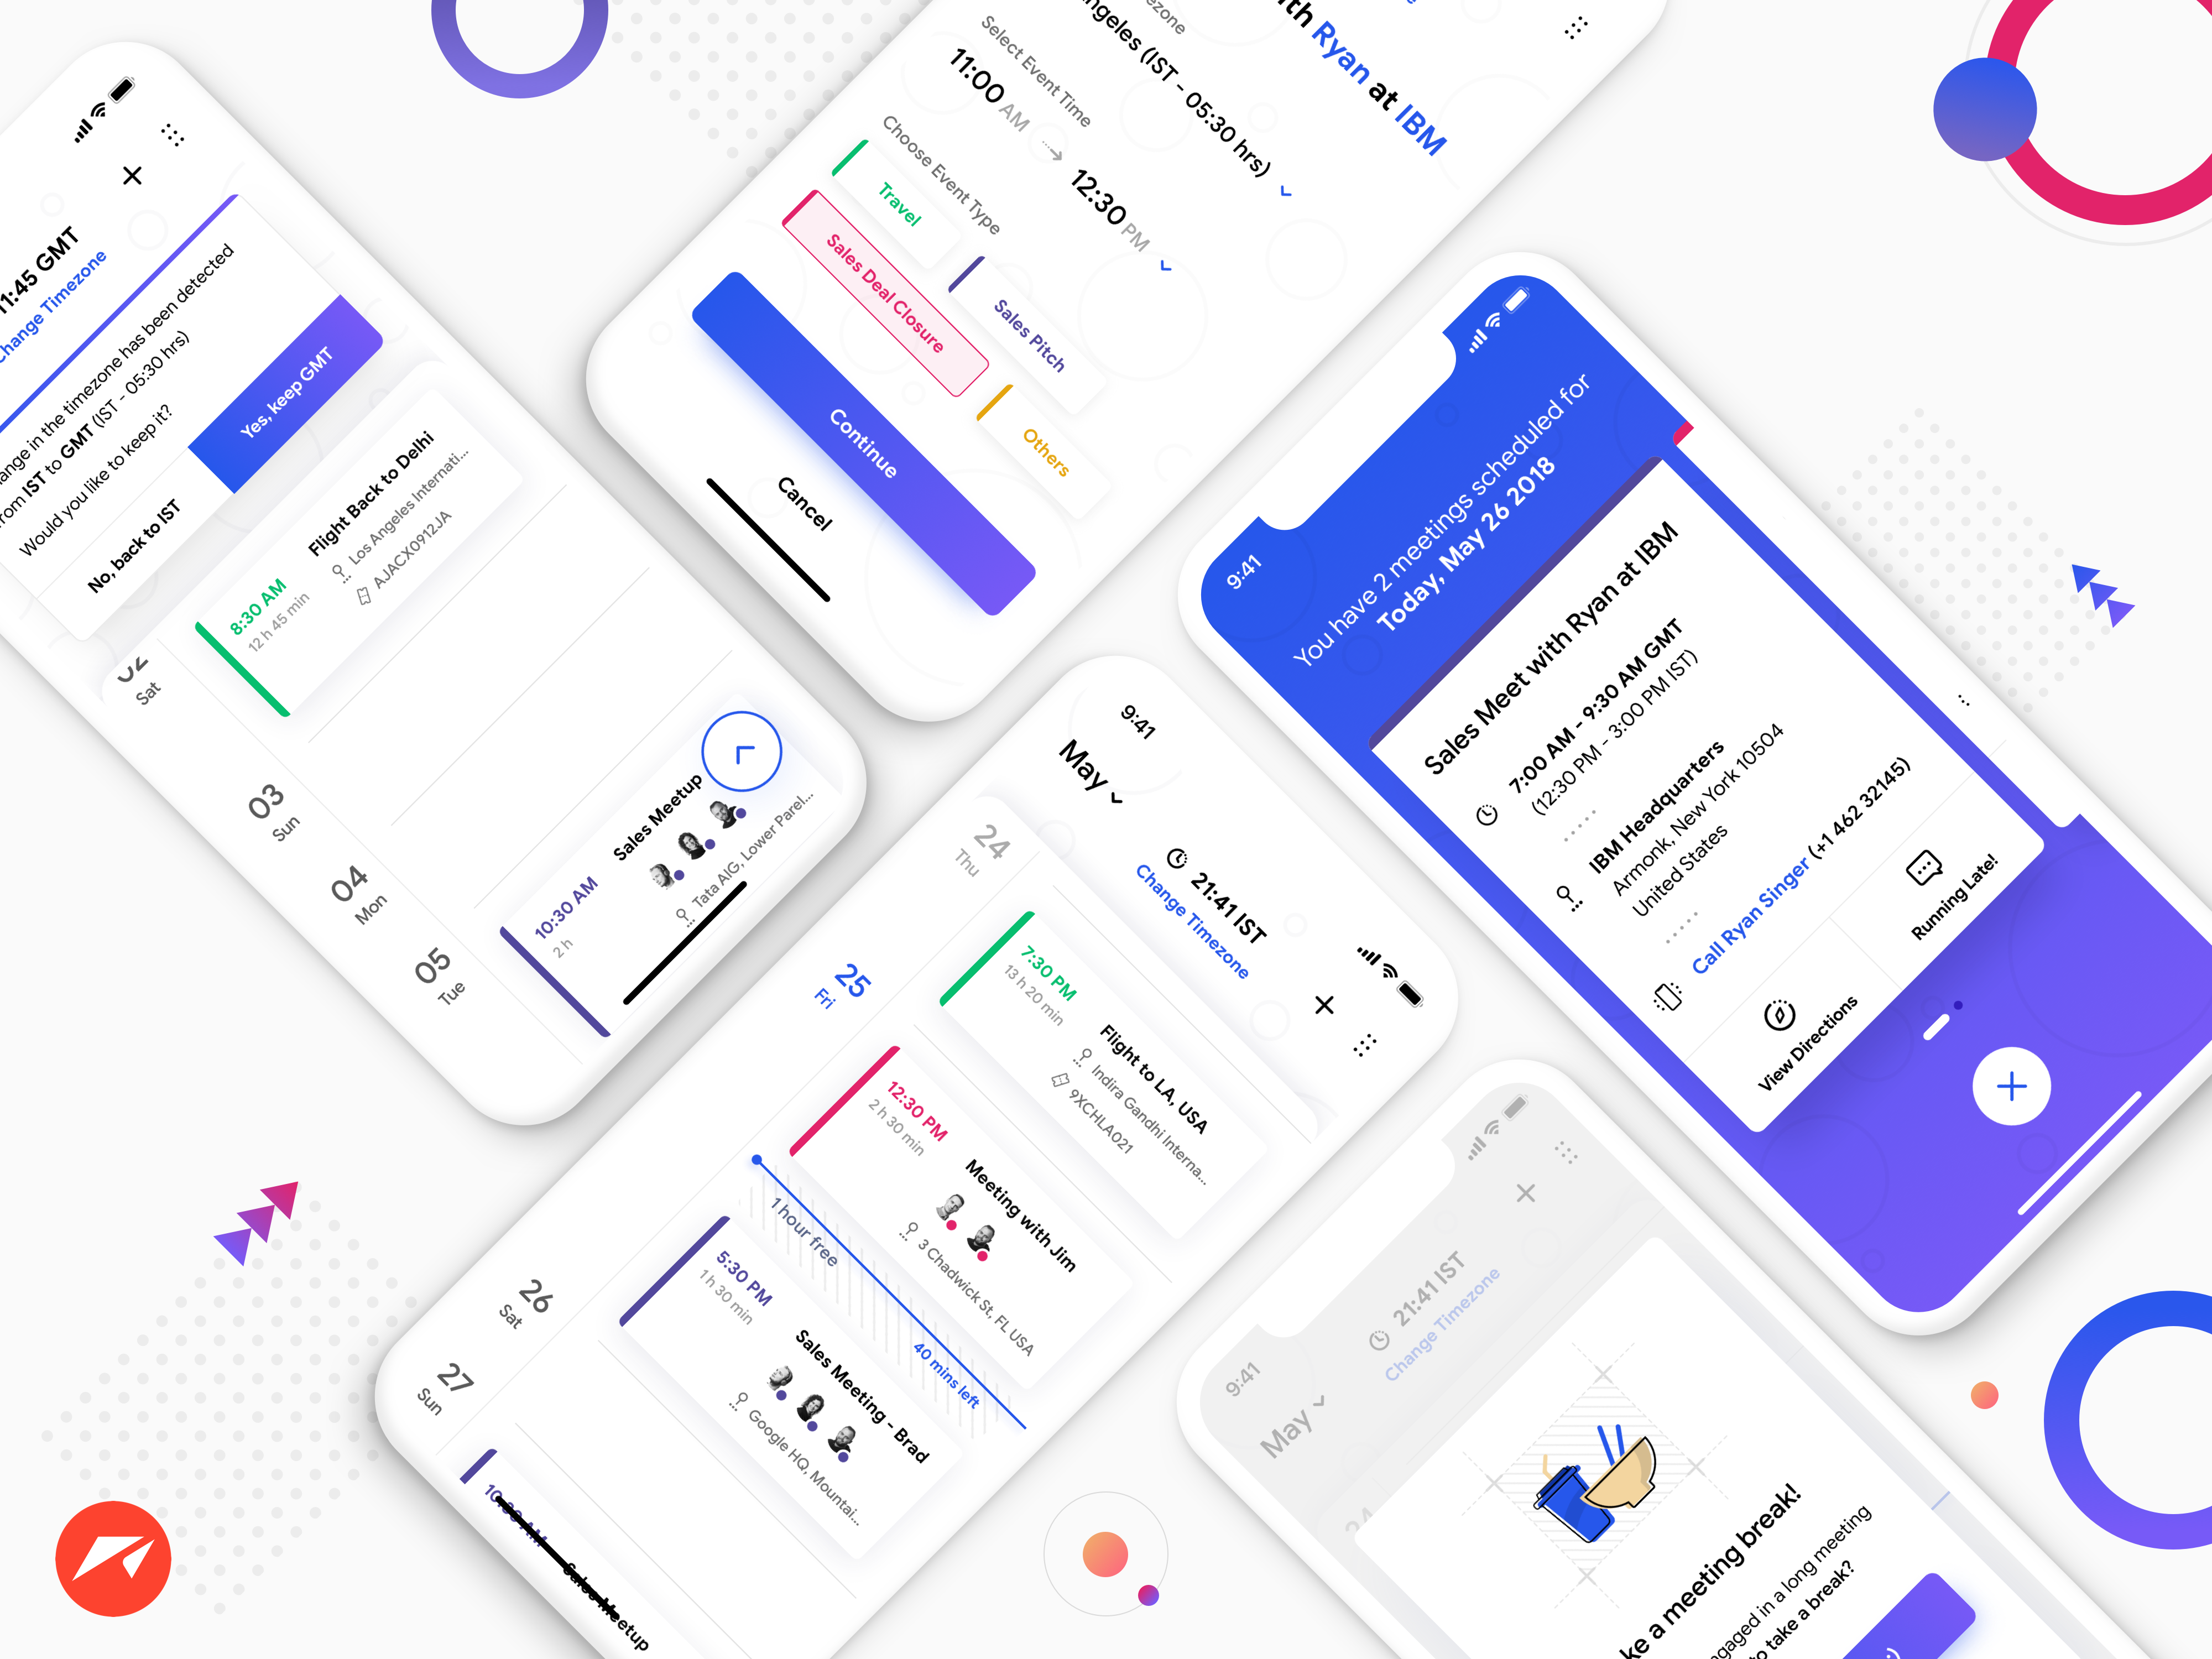 11:45 GMT
Change Timezone
change in the timezone has been detected
from IST to GMT (IST - 05:30 hrs)
Would you like to keep it?
No, back to IST
Yes, keep GMT
02
Sat
8:30 AM
12 h 45 min
Flight Back to Delhi
Los Angeles Internati...
AJACX0912JA
03
Sun
04
Mon
05
Tue
10:30 AM
2 h
Sales Meetup
Tata AIG, Lower Parel...
with Ryan at IBM
Angeles (IST - 05:30 hrs)
Select Event Time
11:00 AM
12:30 PM
Choose Event Type
Travel
Sales Deal Closure
Sales Pitch
Others
Continue
Cancel
9:41
You have 2 meetings scheduled for
Today, May 26 2018
Sales Meet with Ryan at IBM
7:00 AM - 9:30 AM GMT
(12:30 PM - 3:00 PM IST)
IBM Headquarters
Armonk, New York 10504
United States
Call Ryan Singer (+1 462 32145)
View Directions
Running Late!
9:41
May
21:41 IST
Change Timezone
24
Thu
7:30 PM
13 h 20 min
Flight to LA, USA
Indira Gandhi Interna...
9XCHLA021
25
Fri
12:30 PM
2 h 30 min
Meeting with Jim
3 Chadwick St, FL USA
1 hour free
40 mins left
5:30 PM
1 h 30 min
Sales Meeting - Brad
Google HQ, Mountai...
26
Sat
27
Sun
10:30 AM
Sales Meetup
9:41
May
21:41 IST
Change Timezone
24
a meeting break!
engaged in a long meeting
to take a break?